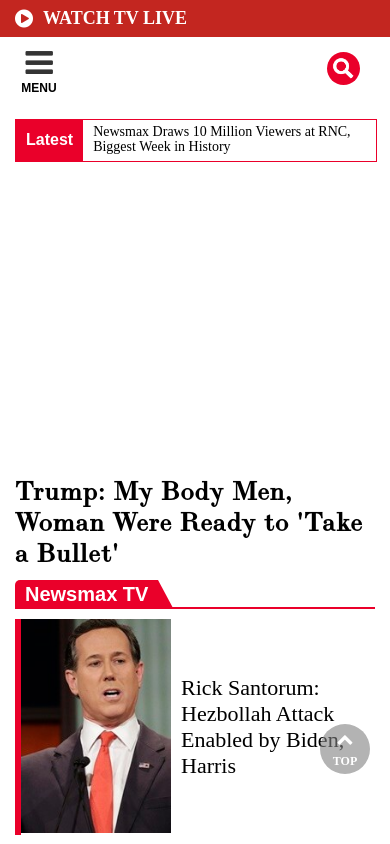 WATCH TV LIVE
MENU
Latest
Newsmax Draws 10 Million Viewers at RNC,
Biggest Week in History
Trump: My Body Men,
Woman Were Ready to 'Take
a Bullet'
Newsmax TV
Rick Santorum:
Hezbollah Attack
Enabled by Biden,
Harris
TOP